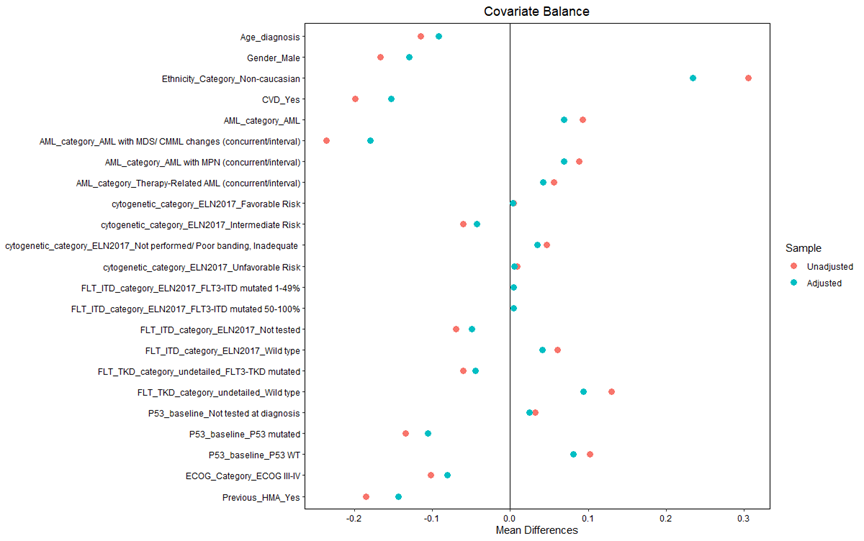 Covariate Balance
Age_diagnosis
Gender_Male
Ethnicity_Category_Non-caucasian
CVD_Yes
AML_category_AML
AML_category_AML with MDS/ CMML changes (concurrent/interval)
AML_category_AML with MPN (concurrent/interval)
AML_category_Therapy-Related AML (concurrent/interval)
cytogenetic_category_ELN2017_Favorable Risk
cytogenetic_category_ELN2017_Intermediate Risk
cytogenetic_category_ELN2017_Not performed/ Poor banding, Inadequate
cytogenetic_category_ELN2017_Unfavorable Risk
FLT_ITD_category_ELN2017_FLT3-ITD mutated 1-49%
FLT_ITD_category_ELN2017_FLT3-ITD mutated 50-100%
FLT_ITD_category_ELN2017_Not tested
FLT_ITD_category_ELN2017_Wild type
FLT_TKD_category_undetailed_FLT3-TKD mutated
FLT_TKD_category_undetailed_Wild type
P53_baseline_Not tested at diagnosis
P53_baseline_P53 mutated
P53_baseline_P53 WT
ECOG_Category_ECOG III-IV
Previous_HMA_Yes
-0.2 -0.1 0.0 0.1 0.2 0.3
Mean Differences
Sample
Unadjusted
Adjusted